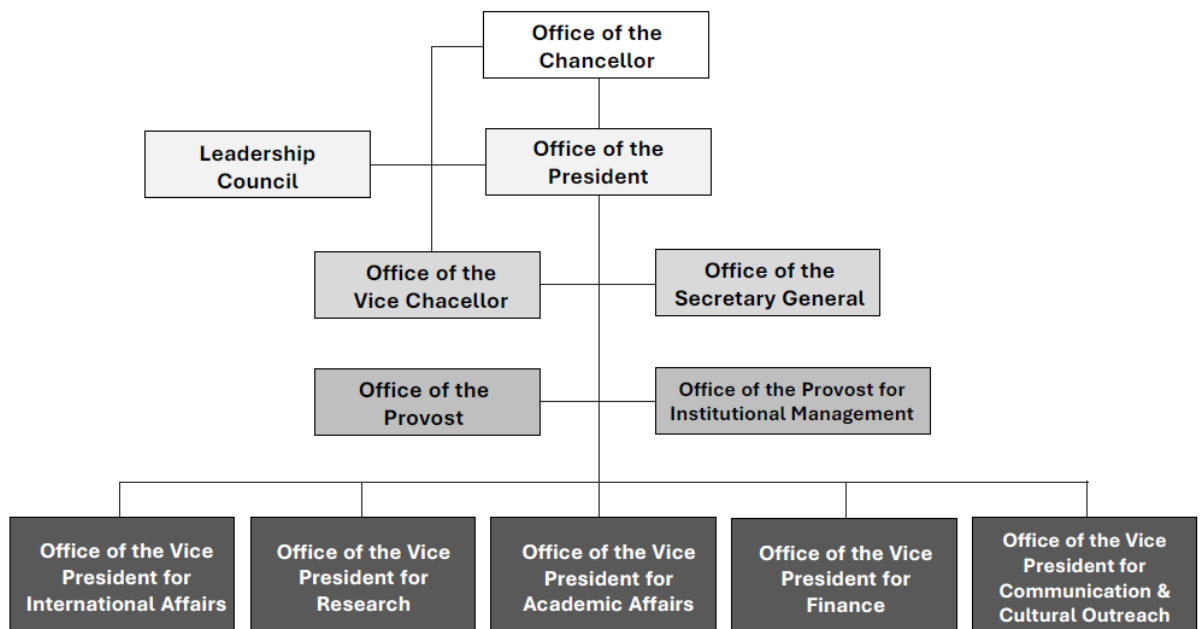 Office of the
Chancellor
Leadership
Council
Office of the
President
Office of the
Vice Chacellor
Office of the
Secretary General
Office of the
Provost
Office of the Provost for
Institutional Management
Office of the Vice
President for
International Affairs
Office of the Vice
President for
Research
Office of the Vice
President for
Academic Affairs
Office of the Vice
President for
Finance
Office of the Vice
President for
Communication &
Cultural Outreach